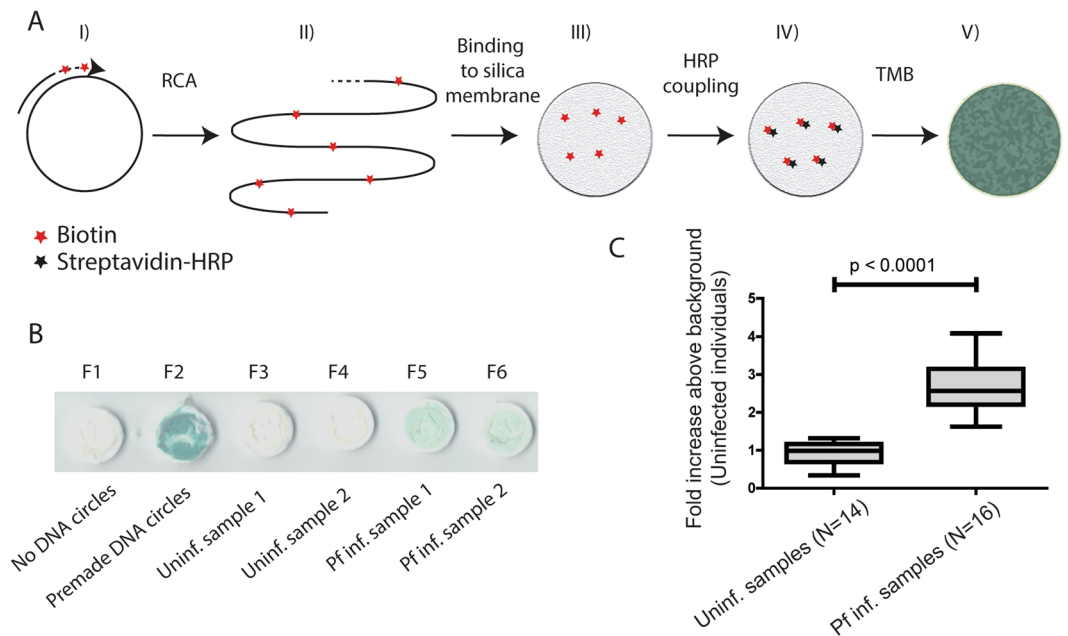 A
I)
II)
III)
IV)
V)
RCA
Binding
to silica
membrane
HRP
coupling
TMB
Biotin
Streptavidin-HRP
B
F1
F2
F3
F4
F5
F6
No DNA circles
Premade DNA circles
Uninf. sample 1
Uninf. sample 2
Pf inf. sample 1
Pf inf. sample 2
C
Fold increase above background
(Uninfected individuals)
p < 0.0001
5
4
3
2
1
0
Uninf. samples (N=14)
Pf inf. samples (N=16)